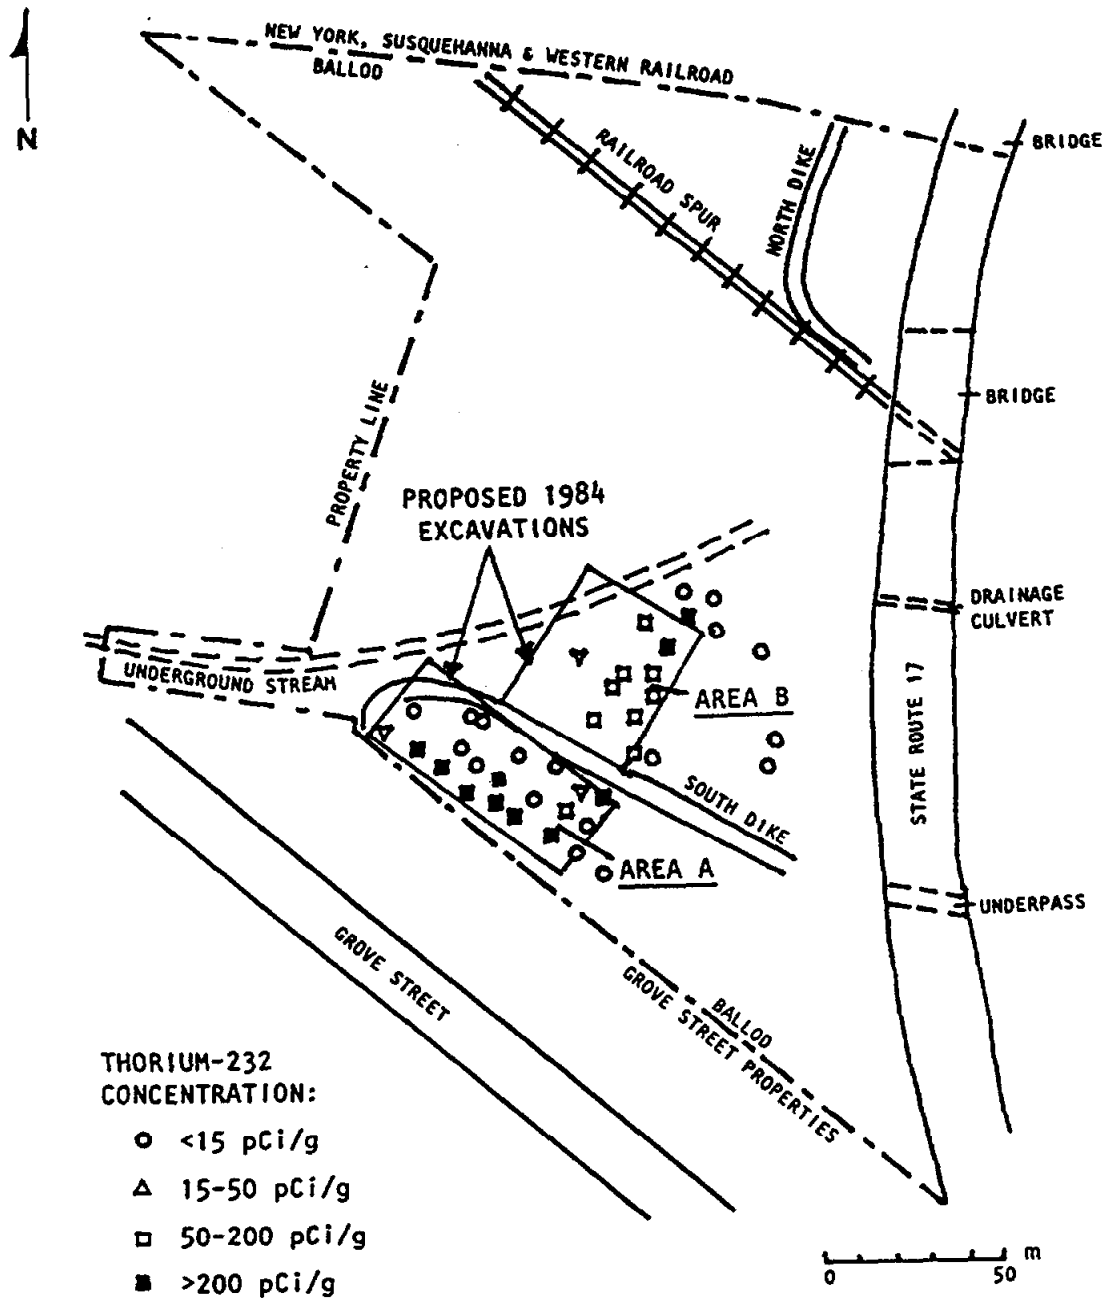 NEW YORK, SUSQUEHANNA & WESTERN RAILROAD
BALLOD
N
RAILROAD SPUR
NORTH DIKE
BRIDGE
BRIDGE
PROPERTY LINE
PROPOSED 1984
EXCAVATIONS
DRAINAGE
CULVERT
UNDERGROUND STREAM
AREA B
STATE ROUTE 17
SOUTH DIKE
AREA A
UNDERPASS
GROVE STREET
BALLOD
GROVE STREET PROPERTIES
THORIUM-232
CONCENTRATION:
<15 pCi/g
15-50 pCi/g
50-200 pCi/g
>200 pCi/g
m
0 50